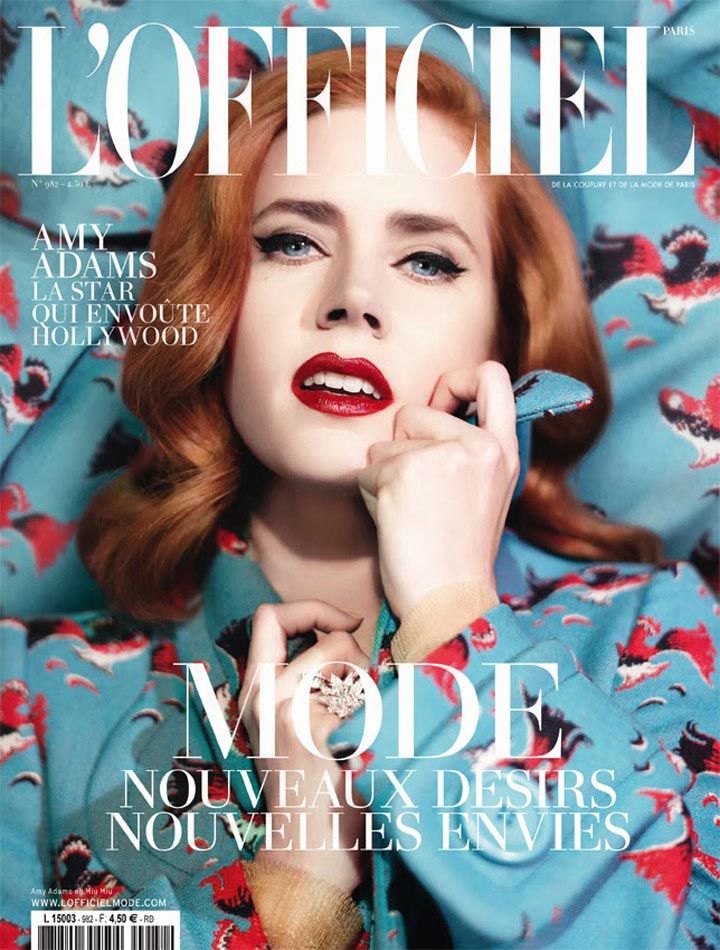 L'OFFICIEL
PARIS
N° 982 – 4.50 €
DE LA COUTURE ET DE LA MODE DE PARIS
AMY
ADAMS
LA STAR
QUI ENVOÛTE
HOLLYWOOD
MODE
NOUVEAUX DESIRS
NOUVELLES ENVIES
Amy Adams en Miu Miu
WWW.LOFFICIELMODE.COM
L 15003 - 982 - F: 4,50 € - RD